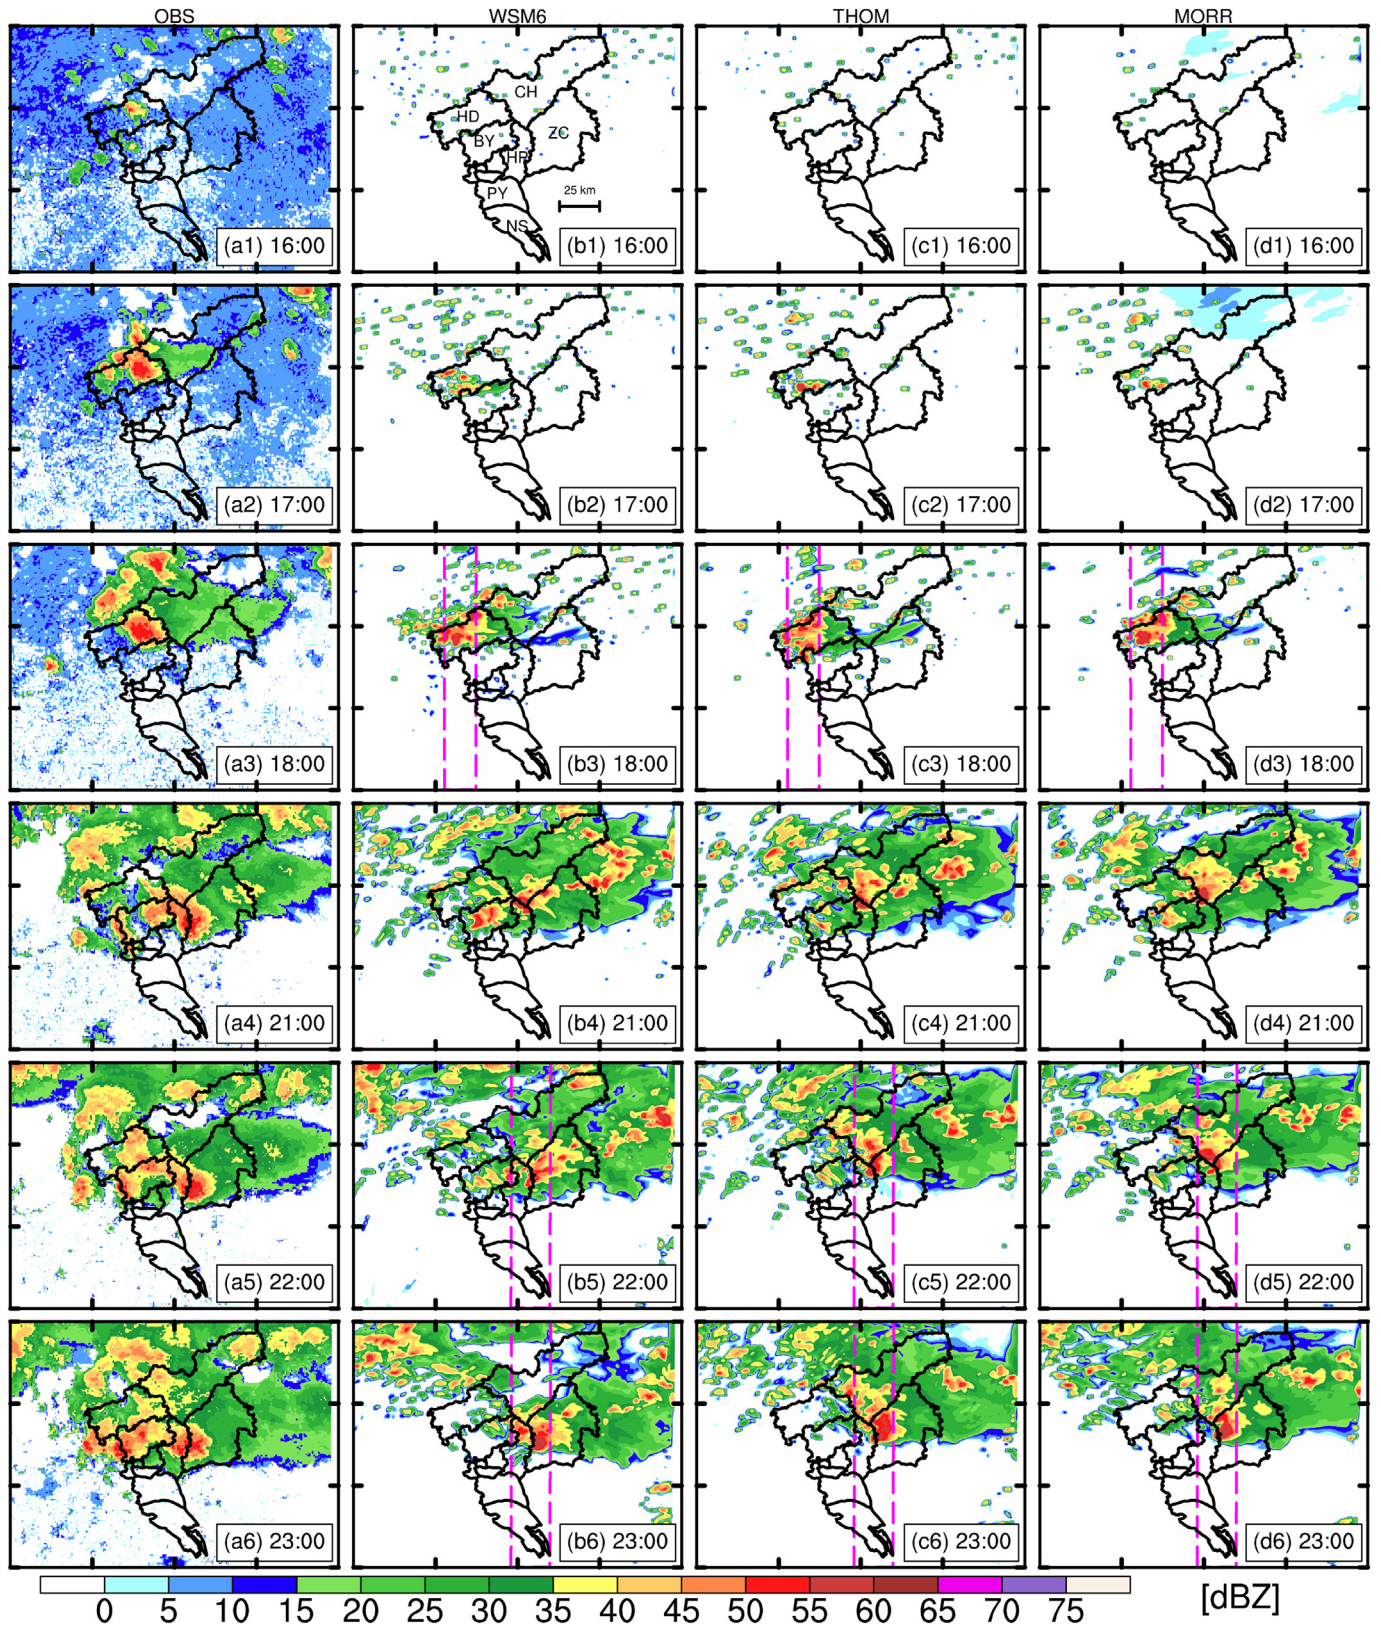 OBS WSM6 THOM MORR
CH
HD
ZC
BY
HP
PY
25 km
NS
(a1) 16:00 (b1) 16:00 (c1) 16:00 (d1) 16:00
(a2) 17:00 (b2) 17:00 (c2) 17:00 (d2) 17:00
(a3) 18:00 (b3) 18:00 (c3) 18:00 (d3) 18:00
(a4) 21:00 (b4) 21:00 (c4) 21:00 (d4) 21:00
(a5) 22:00 (b5) 22:00 (c5) 22:00 (d5) 22:00
(a6) 23:00 (b6) 23:00 (c6) 23:00 (d6) 23:00
0 5 10 15 20 25 30 35 40 45 50 55 60 65 70 75 [dBZ]